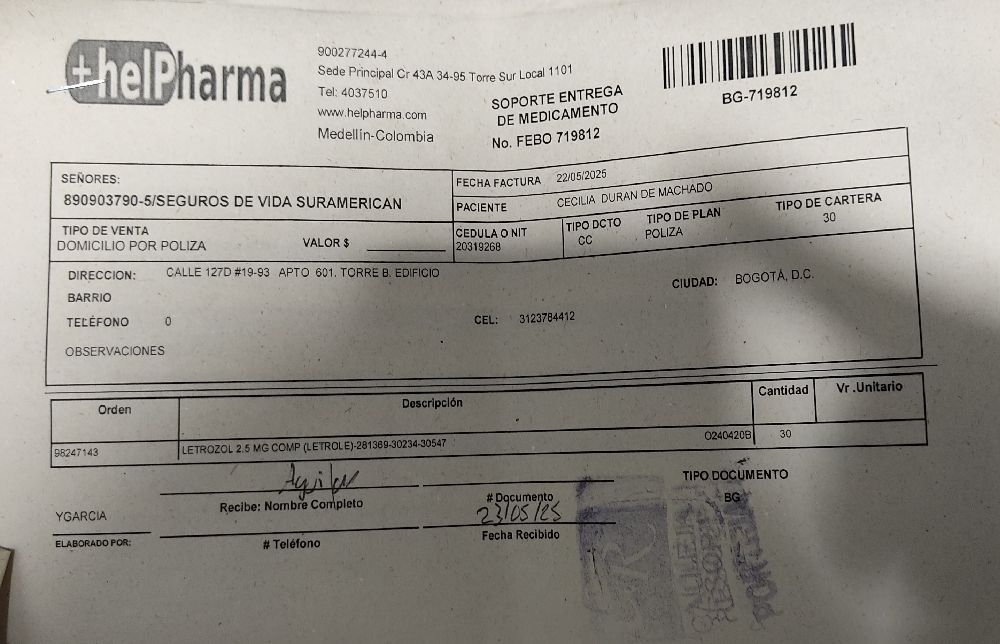 +helPharma
900277244-4
Sede Principal Cr 43A 34-95 Torre Sur Local 1101
Tel: 4037510
www.helpharma.com
Medellín-Colombia
SOPORTE ENTREGA
DE MEDICAMENTO
No. FEBO 719812
BG-719812
SEÑORES:
890903790-5/SEGUROS DE VIDA SURAMERICAN
FECHA FACTURA 22/05/2025
PACIENTE CECILIA DURAN DE MACHADO
TIPO DE VENTA
DOMICILIO POR POLIZA
VALOR $
CEDULA O NIT
20319268
TIPO DCTO
CC
TIPO DE PLAN
POLIZA
TIPO DE CARTERA
30
DIRECCION: CALLE 127D #19-93 APTO 601. TORRE B. EDIFICIO
CIUDAD: BOGOTÁ, D.C.
BARRIO
TELÉFONO 0
CEL: 3123784412
OBSERVACIONES
Orden Descripción Cantidad Vr .Unitario
98247143 LETROZOL 2.5 MG COMP (LETROLE)-281369-30234-30547 O240420B 30
Recibe: Nombre Completo
# Documento
TIPO DOCUMENTO
BG
YGARCIA
23/05/25
ELABORADO POR:
# Teléfono
Fecha Recibido